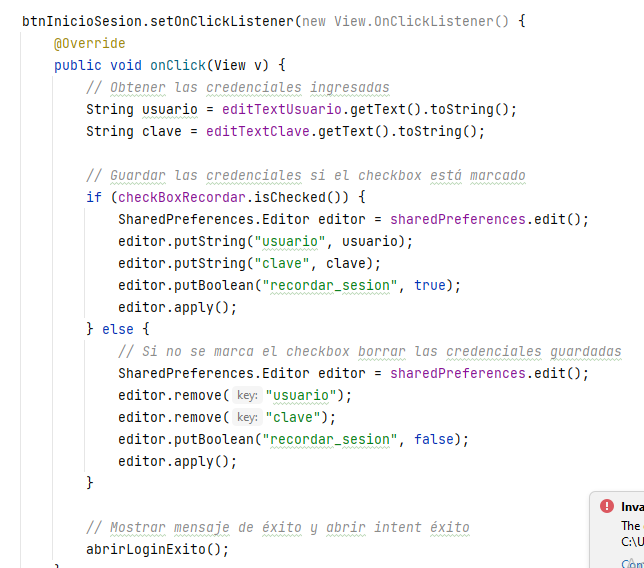 btnInicioSesion.setOnClickListener(new View.OnClickListener() {
@Override
public void onClick(View v) {
// Obtener las credenciales ingresadas
String usuario = editTextUsuario.getText().toString();
String clave = editTextClave.getText().toString();
// Guardar las credenciales si el checkbox está marcado
if (checkBoxRecordar.isChecked()) {
SharedPreferences.Editor editor = sharedPreferences.edit();
editor.putString("usuario", usuario);
editor.putString("clave", clave);
editor.putBoolean("recordar_sesion", true);
editor.apply();
} else {
// Si no se marca el checkbox borrar las credenciales guardadas
SharedPreferences.Editor editor = sharedPreferences.edit();
editor.remove( key: "usuario");
editor.remove( key: "clave");
editor.putBoolean("recordar_sesion", false);
editor.apply();
}
// Mostrar mensaje de éxito y abrir intent éxito
abrirLoginExito();
Inva
The
C:\U